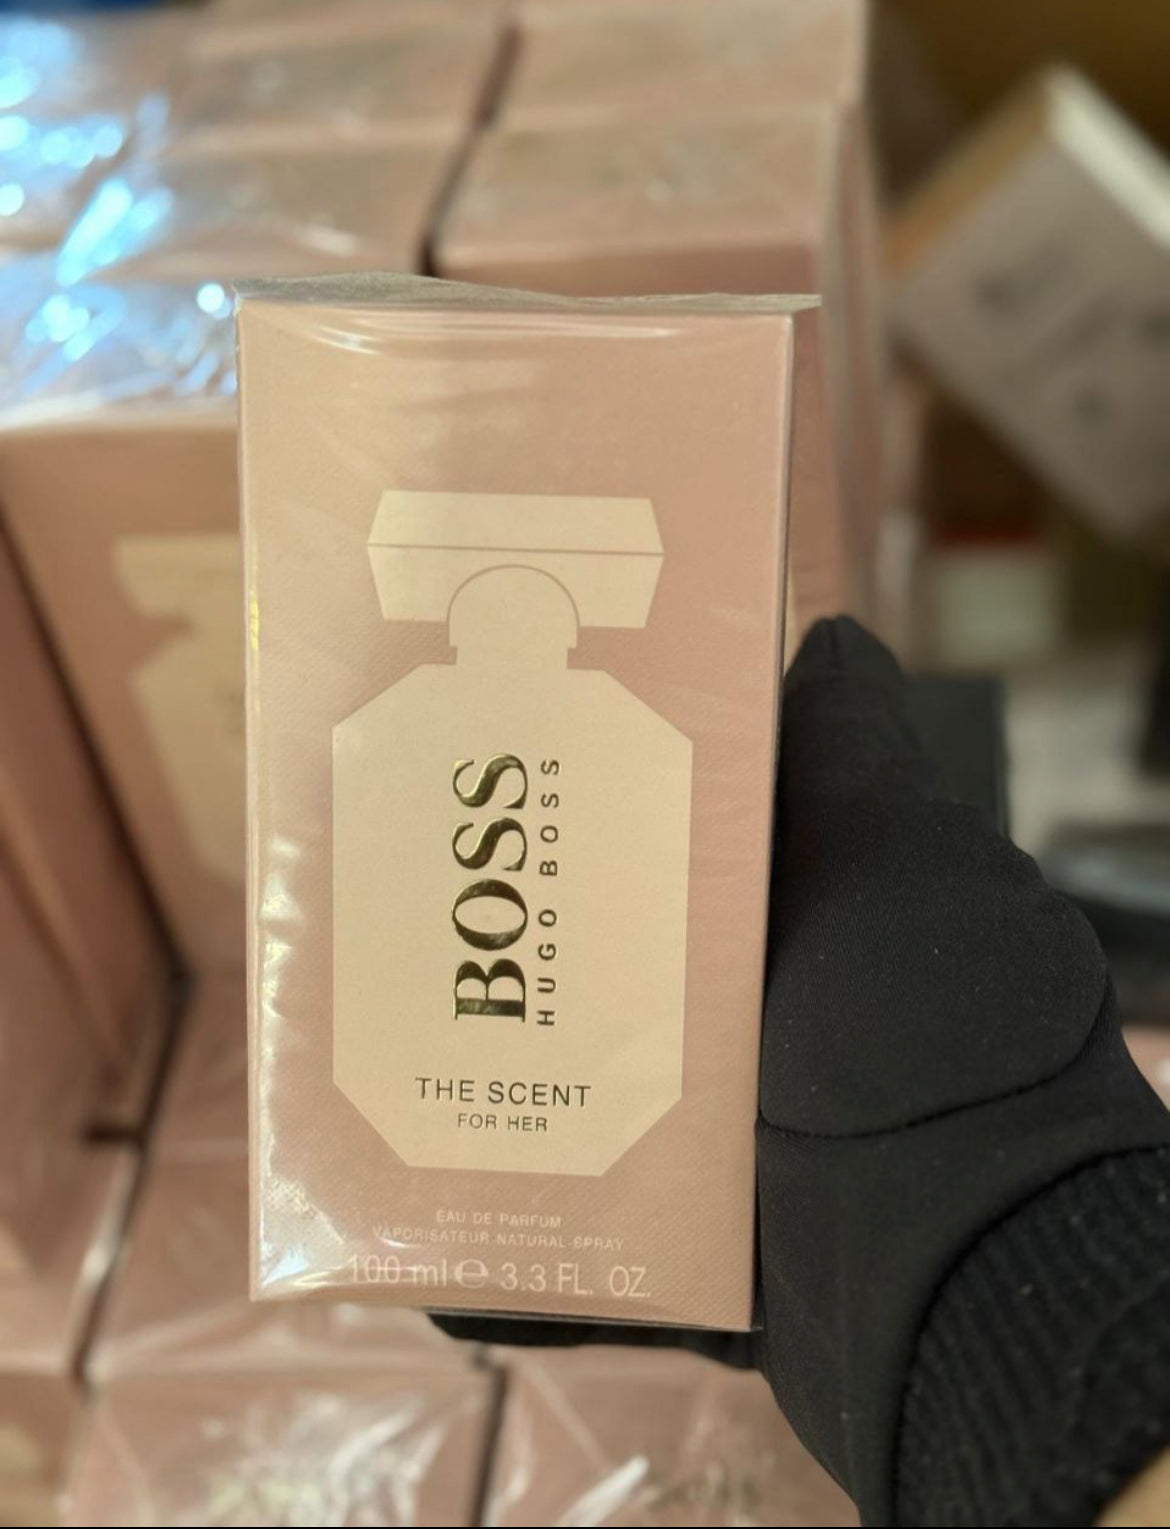 BOSS
HUGO BOSS
THE SCENT
FOR HER
EAU DE PARFUM
VAPORISATEUR NATURAL SPRAY
100 ml ℮ 3.3 FL. OZ.